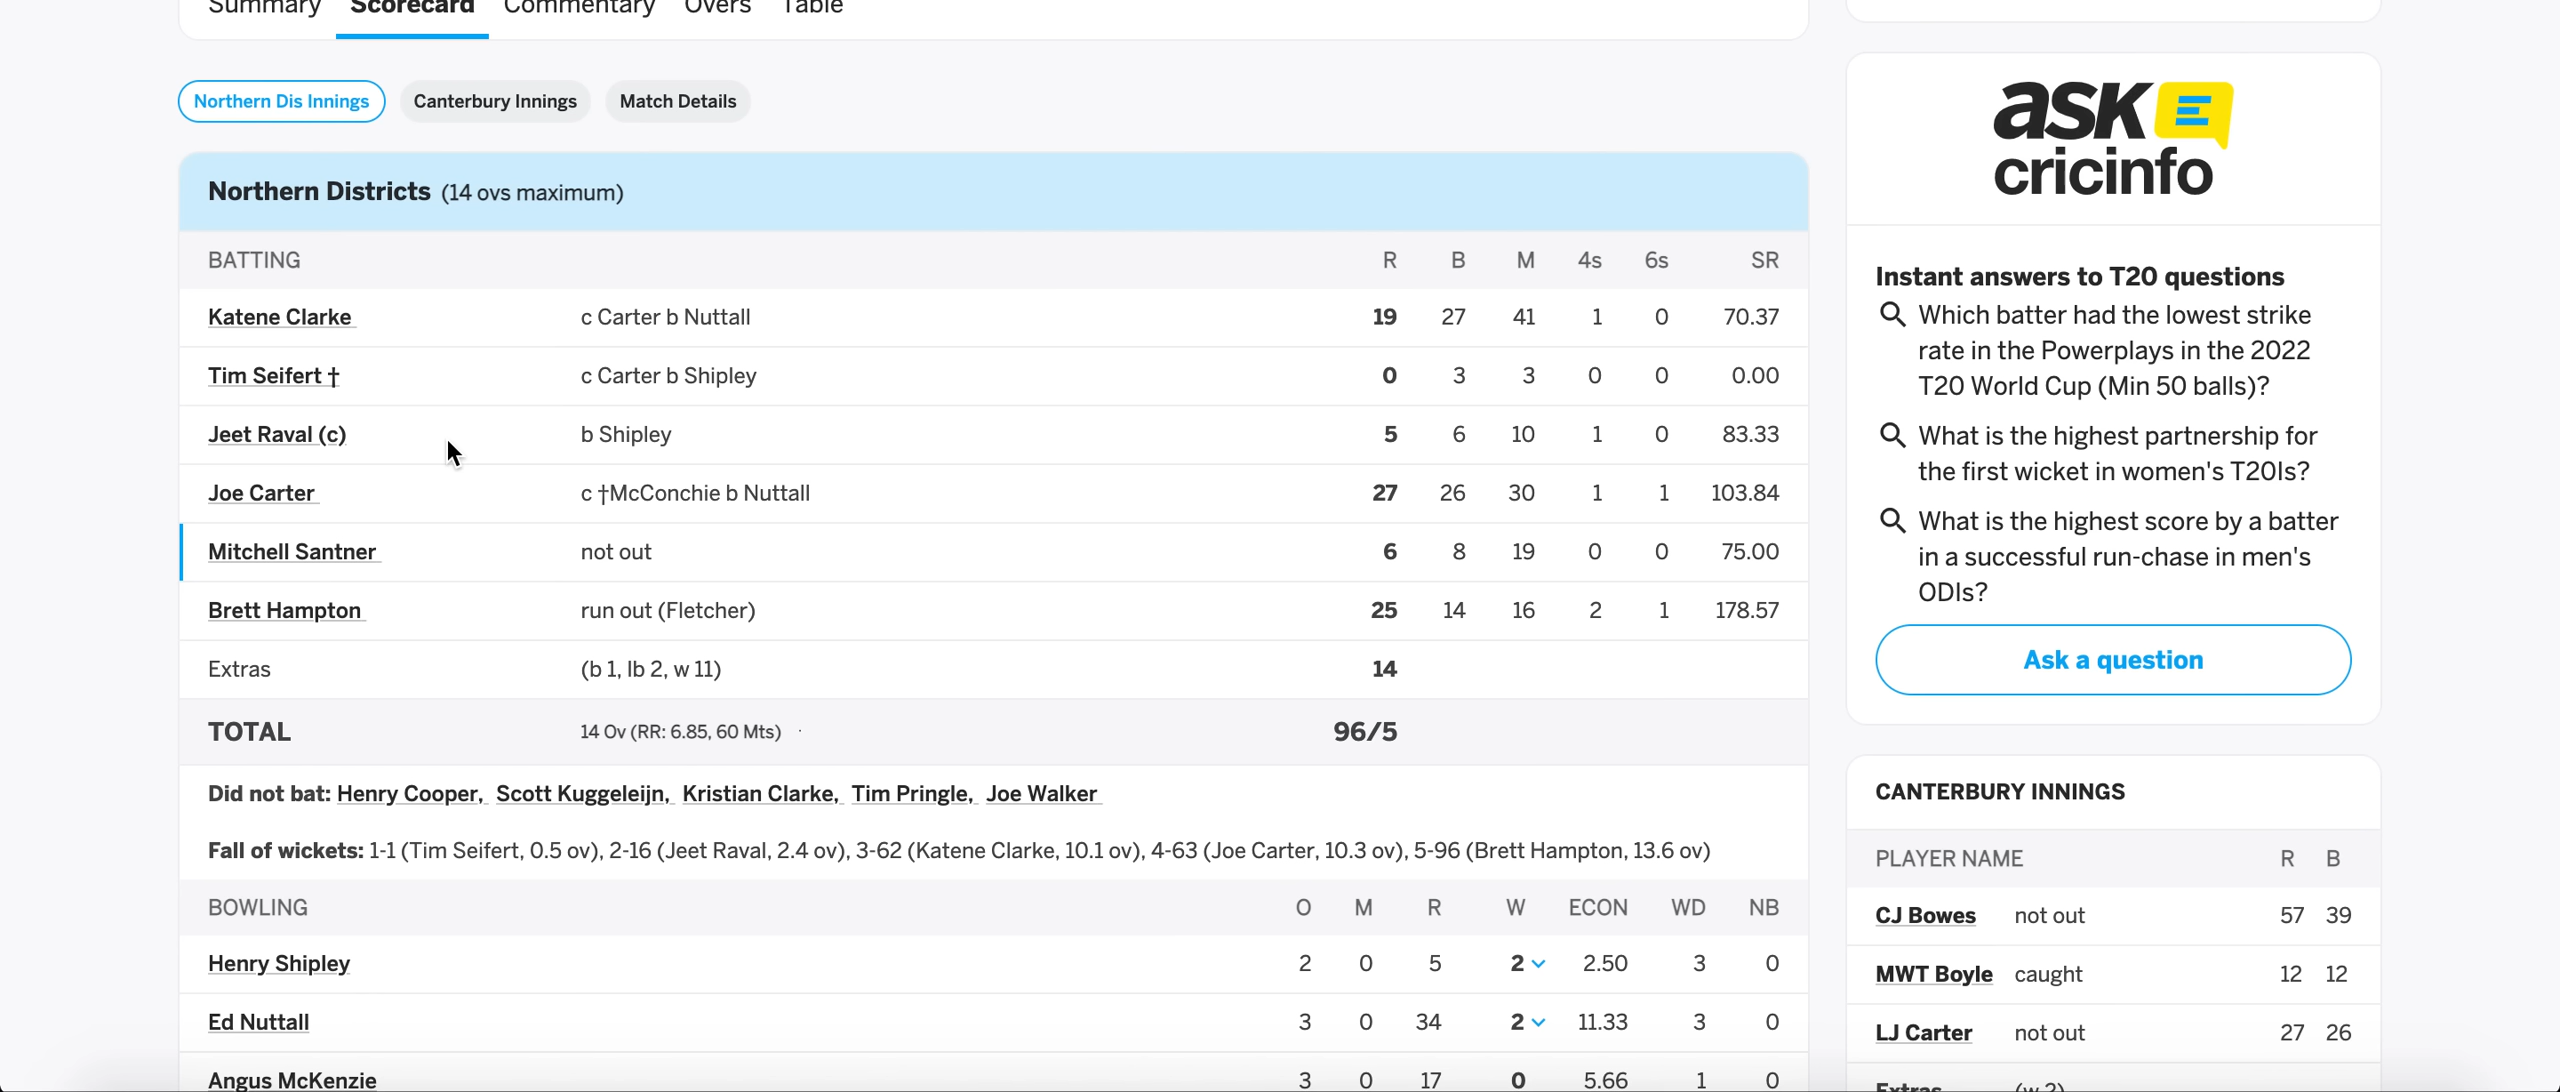 Summary Scorecard Commentary Overs Table
Northern Dis Innings Canterbury Innings Match Details
Northern Districts (14 ovs maximum)
BATTING R B M 4s 6s SR
Katene Clarke c Carter b Nuttall 19 27 41 1 0 70.37
Tim Seifert † c Carter b Shipley 0 3 3 0 0 0.00
Jeet Raval (c) b Shipley 5 6 10 1 0 83.33
Joe Carter c †McConchie b Nuttall 27 26 30 1 1 103.84
Mitchell Santner not out 6 8 19 0 0 75.00
Brett Hampton run out (Fletcher) 25 14 16 2 1 178.57
Extras (b 1, lb 2, w 11) 14
TOTAL 14 Ov (RR: 6.85, 60 Mts) 96/5
Did not bat: Henry Cooper, Scott Kuggeleijn, Kristian Clarke, Tim Pringle, Joe Walker
Fall of wickets: 1-1 (Tim Seifert, 0.5 ov), 2-16 (Jeet Raval, 2.4 ov), 3-62 (Katene Clarke, 10.1 ov), 4-63 (Joe Carter, 10.3 ov), 5-96 (Brett Hampton, 13.6 ov)
BOWLING O M R W ECON WD NB
Henry Shipley 2 0 5 2 2.50 3 0
Ed Nuttall 3 0 34 2 11.33 3 0
Angus McKenzie 3 0 17 0 5.66 1 0
ask E
cricinfo
Instant answers to T20 questions
Which batter had the lowest strike
rate in the Powerplays in the 2022
T20 World Cup (Min 50 balls)?
What is the highest partnership for
the first wicket in women's T20Is?
What is the highest score by a batter
in a successful run-chase in men's
ODIs?
Ask a question
CANTERBURY INNINGS
PLAYER NAME R B
CJ Bowes not out 57 39
MWT Boyle caught 12 12
LJ Carter not out 27 26
Extras (w 2)